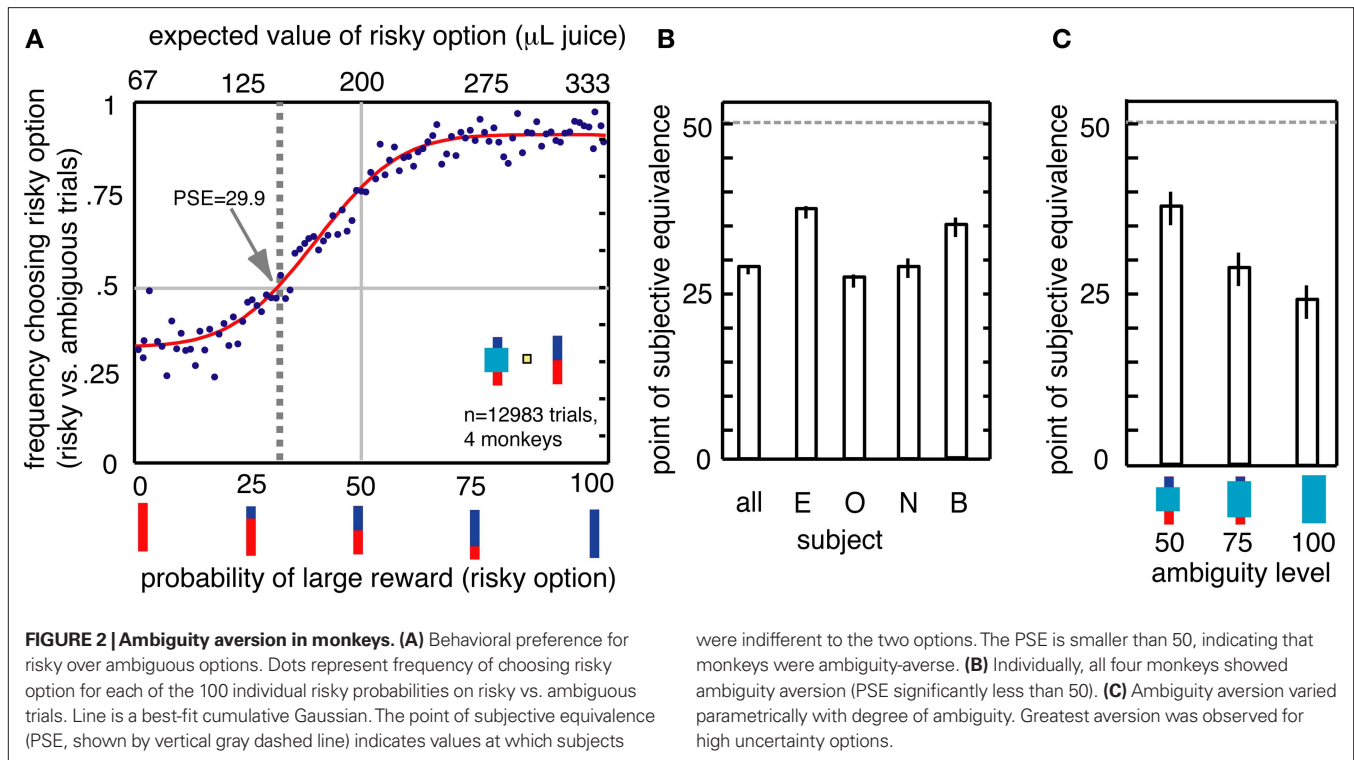 A
expected value of risky option (µL juice)
67 125 200 275 333
frequency choosing risky option
(risky vs. ambiguous trials)
1
.75
.5
.25
0
PSE=29.9
n=12983 trials,
4 monkeys
0 25 50 75 100
probability of large reward (risky option)
B
point of subjective equivalence
50
25
0
all E O N B
subject
C
point of subjective equivalence
50
25
0
50 75 100
ambiguity level
FIGURE 2 | Ambiguity aversion in monkeys. (A) Behavioral preference for
risky over ambiguous options. Dots represent frequency of choosing risky
option for each of the 100 individual risky probabilities on risky vs. ambiguous
trials. Line is a best-fit cumulative Gaussian. The point of subjective equivalence
(PSE, shown by vertical gray dashed line) indicates values at which subjects
were indifferent to the two options. The PSE is smaller than 50, indicating that
monkeys were ambiguity-averse. (B) Individually, all four monkeys showed
ambiguity aversion (PSE significantly less than 50). (C) Ambiguity aversion varied
parametrically with degree of ambiguity. Greatest aversion was observed for
high uncertainty options.